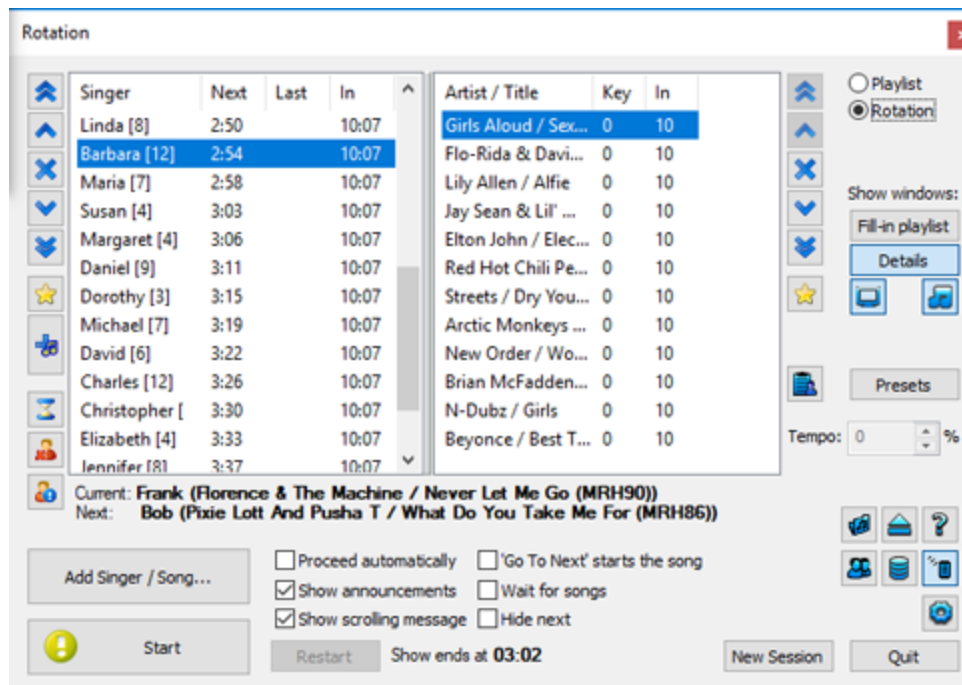 Rotation
Singer Next Last In
Linda [8] 2:50 10:07
Barbara [12] 2:54 10:07
Maria [7] 2:58 10:07
Susan [4] 3:03 10:07
Margaret [4] 3:06 10:07
Daniel [9] 3:11 10:07
Dorothy [3] 3:15 10:07
Michael [7] 3:19 10:07
David [6] 3:22 10:07
Charles [12] 3:26 10:07
Christopher [ 3:30 10:07
Elizabeth [4] 3:33 10:07
Jennifer [8] 3:37 10:07
Artist / Title Key In
Girls Aloud / Sex... 0 10
Flo-Rida & Davi... 0 10
Lily Allen / Alfie 0 10
Jay Sean & Lil' ... 0 10
Elton John / Elec... 0 10
Red Hot Chili Pe... 0 10
Streets / Dry You... 0 10
Arctic Monkeys ... 0 10
New Order / Wo... 0 10
Brian McFadden... 0 10
N-Dubz / Girls 0 10
Beyonce / Best T... 0 10
Playlist
Rotation
Show windows:
Fill-in playlist
Details
Presets
Tempo: 0 %
Current: Frank (Florence & The Machine / Never Let Me Go (MRH90))
Next: Bob (Pixie Lott And Pusha T / What Do You Take Me For (MRH86))
Add Singer / Song...
Start
Proceed automatically
Show announcements
Show scrolling message
'Go To Next' starts the song
Wait for songs
Hide next
Restart
Show ends at 03:02
New Session
Quit